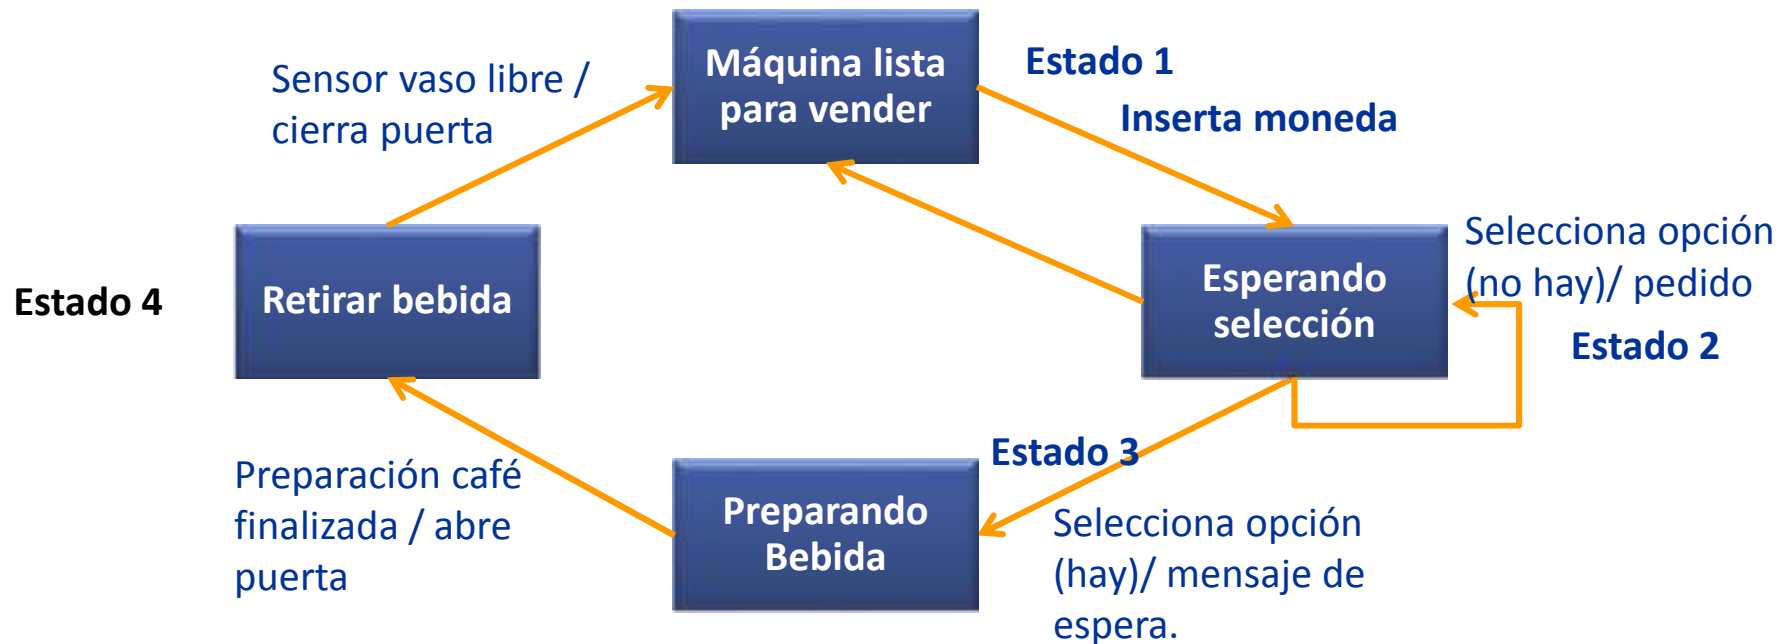 Máquina lista
para vender
Estado 1
Inserta moneda
Sensor vaso libre /
cierra puerta
Selecciona opción
(no hay)/ pedido
Estado 2
Esperando
selección
Retirar bebida
Estado 4
Estado 3
Preparando
Bebida
Selecciona opción
(hay)/ mensaje de
espera.
Preparación café
finalizada / abre
puerta